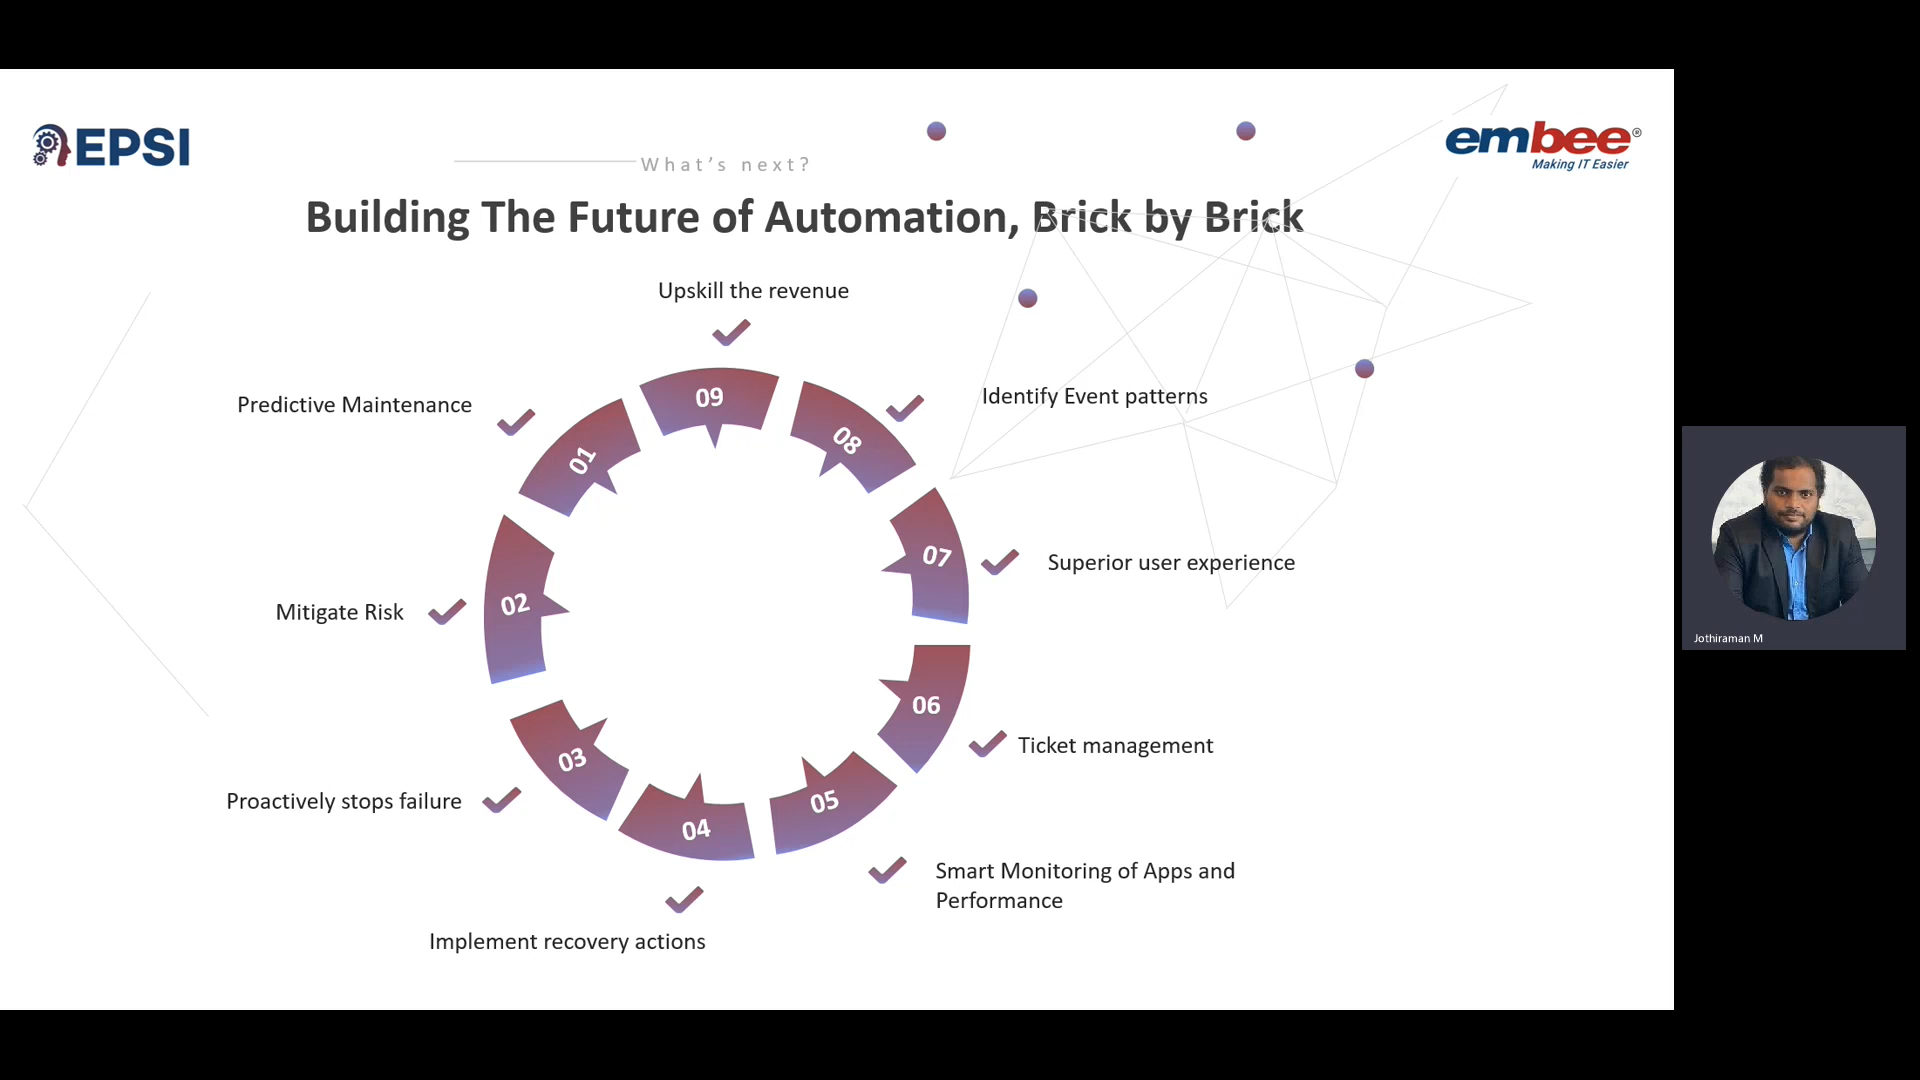 EPSI
embee®
Making IT Easier
What's next?
Building The Future of Automation, Brick by Brick
Upskill the revenue
Predictive Maintenance
Identify Event patterns
09
08
01
07
Superior user experience
02
Mitigate Risk
06
Ticket management
03
Proactively stops failure
05
04
Smart Monitoring of Apps and
Performance
Implement recovery actions
Jothiraman M